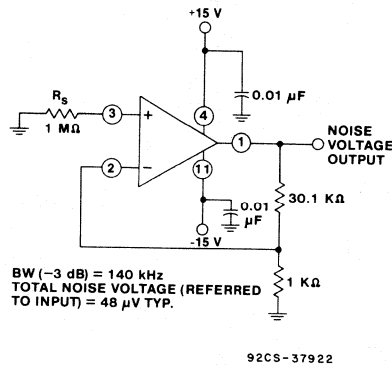 +15 V
0.01 µF
RS
1 MΩ
3
+
4
2
−
1
11
NOISE
VOLTAGE
OUTPUT
0.01
µF
-15 V
30.1 KΩ
1 KΩ
BW (−3 dB) = 140 kHz
TOTAL NOISE VOLTAGE (REFERRED
TO INPUT) = 48 µV TYP.
92CS-37922